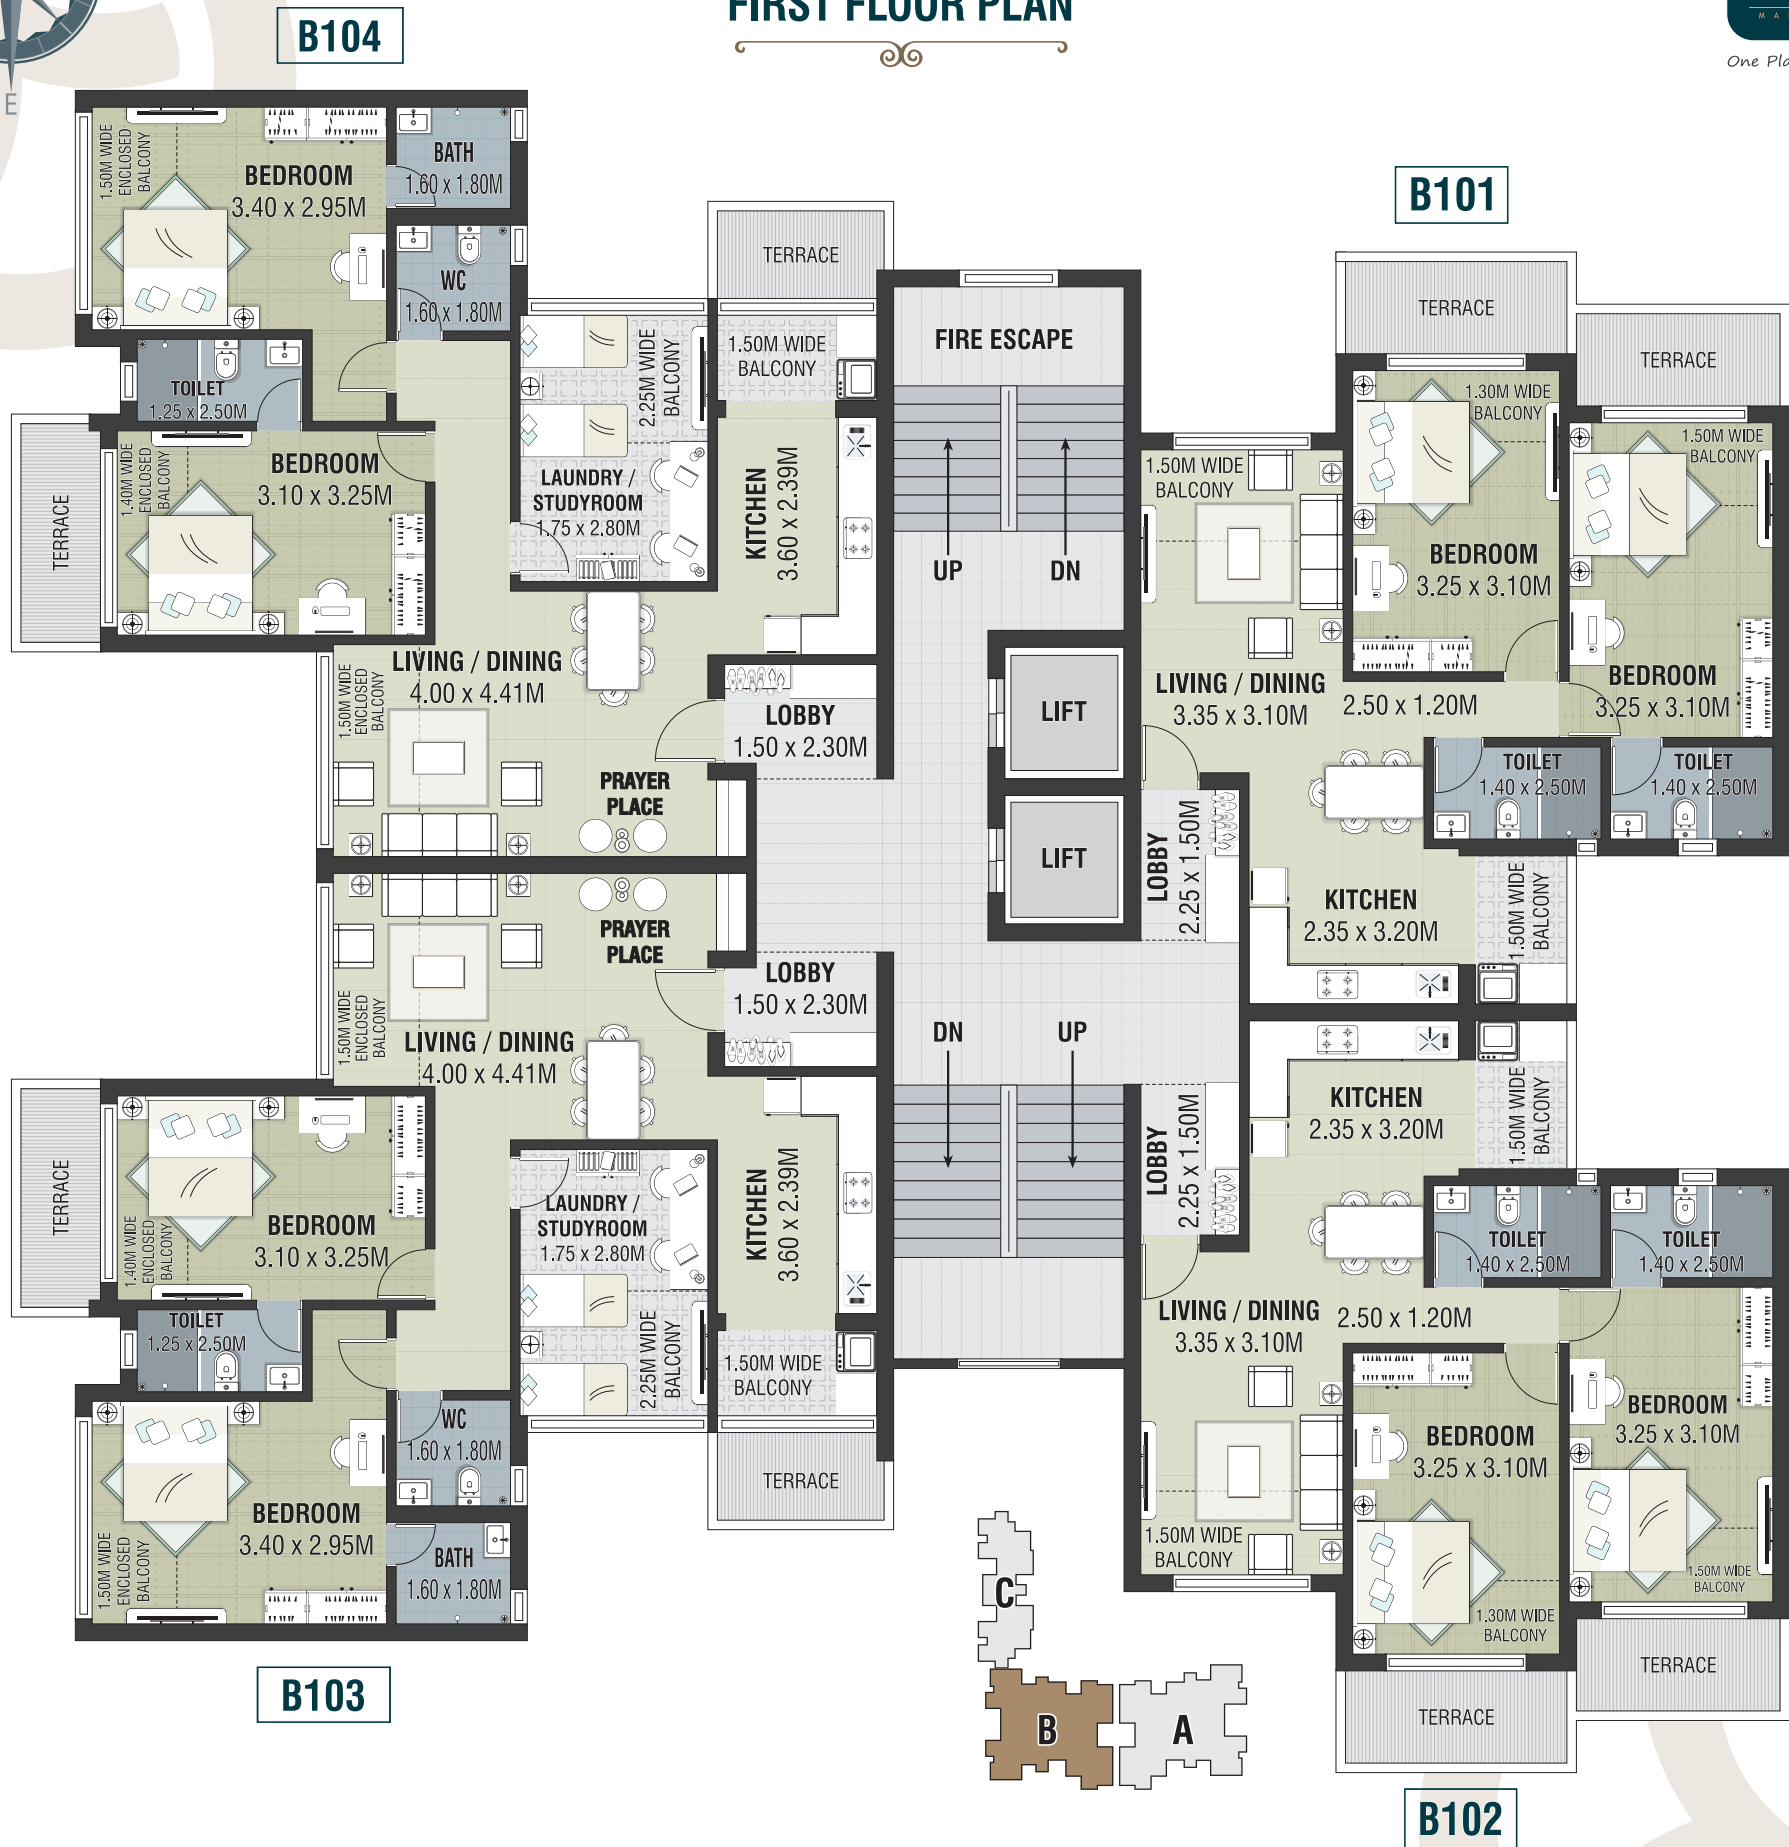 FIRST FLOOR PLAN
M A
One Pla
E
B104
1.50M WIDE
ENCLOSED
BALCONY
BEDROOM
3.40 x 2.95M
BATH
1.60 x 1.80M
WC
1.60 x 1.80M
TOILET
1.25 x 2.50M
TERRACE
1.40M WIDE
ENCLOSED
BALCONY
BEDROOM
3.10 x 3.25M
2.25M WIDE
BALCONY
LAUNDRY /
STUDYROOM
1.75 x 2.80M
TERRACE
1.50M WIDE
BALCONY
KITCHEN
3.60 x 2.39M
LIVING / DINING
4.00 x 4.41M
1.50M WIDE
ENCLOSED
BALCONY
PRAYER
PLACE
LOBBY
1.50 x 2.30M
FIRE ESCAPE
UP
DN
LIFT
LIFT
DN
UP
B101
TERRACE
TERRACE
1.30M WIDE
BALCONY
1.50M WIDE
BALCONY
1.50M WIDE
BALCONY
BEDROOM
3.25 x 3.10M
BEDROOM
3.25 x 3.10M
LIVING / DINING
3.35 x 3.10M
2.50 x 1.20M
TOILET
1.40 x 2.50M
TOILET
1.40 x 2.50M
LOBBY
2.25 x 1.50M
KITCHEN
2.35 x 3.20M
1.50M WIDE
BALCONY
PRAYER
PLACE
LOBBY
1.50 x 2.30M
1.50M WIDE
ENCLOSED
BALCONY
LIVING / DINING
4.00 x 4.41M
TERRACE
1.40M WIDE
ENCLOSED
BALCONY
BEDROOM
3.10 x 3.25M
LAUNDRY /
STUDYROOM
1.75 x 2.80M
2.25M WIDE
BALCONY
KITCHEN
3.60 x 2.39M
1.50M WIDE
BALCONY
TERRACE
TOILET
1.25 x 2.50M
WC
1.60 x 1.80M
BATH
1.60 x 1.80M
1.50M WIDE
ENCLOSED
BALCONY
BEDROOM
3.40 x 2.95M
B103
KITCHEN
2.35 x 3.20M
1.50M WIDE
BALCONY
LOBBY
2.25 x 1.50M
TOILET
1.40 x 2.50M
TOILET
1.40 x 2.50M
LIVING / DINING
3.35 x 3.10M
2.50 x 1.20M
BEDROOM
3.25 x 3.10M
BEDROOM
3.25 x 3.10M
1.50M WIDE
BALCONY
1.30M WIDE
BALCONY
1.50M WIDE
BALCONY
TERRACE
TERRACE
B102
C
B
A